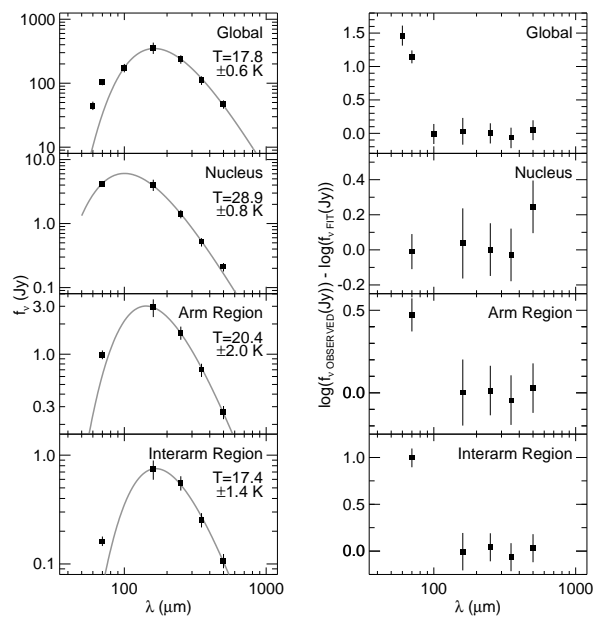 1000
100
10
Global
T=17.8
±0.6 K
10.0
1.0
0.1
Nucleus
T=28.9
±0.8 K
3.0
1.0
0.3
Arm Region
T=20.4
±2.0 K
1.0
0.1
Interarm Region
T=17.4
±1.4 K
100
1000
λ (μm)
fν (Jy)
1.5
1.0
0.5
0.0
Global
0.4
0.2
0.0
-0.2
Nucleus
0.5
0.0
Arm Region
1.0
0.5
0.0
Interarm Region
100
1000
λ (μm)
log(fν OBSERVED(Jy)) - log(fν FIT(Jy))